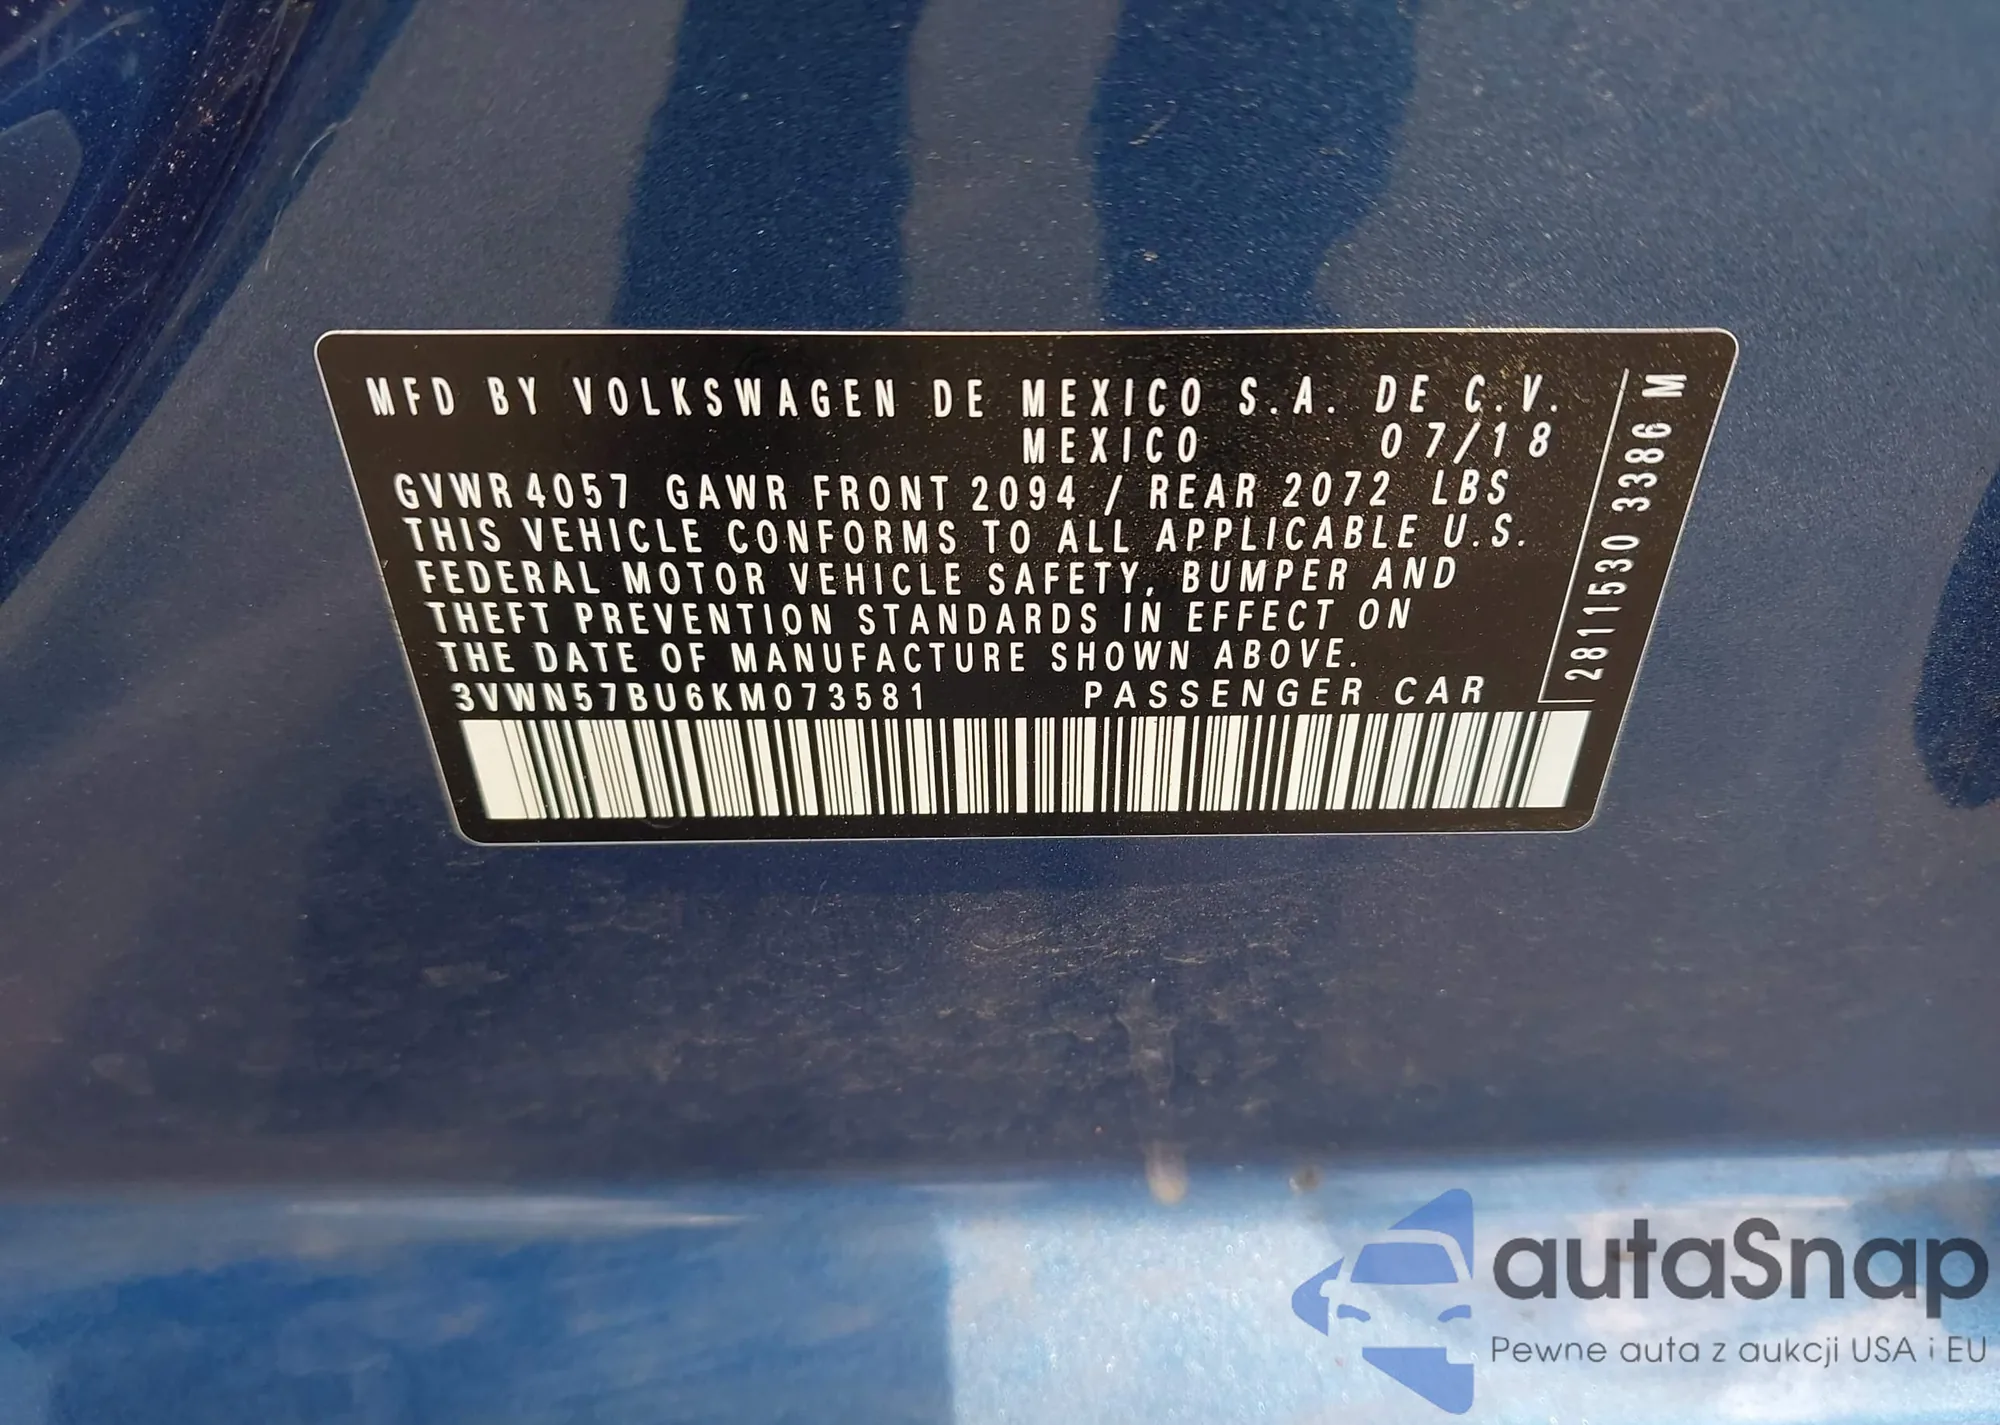 MFD BY VOLKSWAGEN DE MEXICO S.A. DE C.V.
MEXICO 07/18
GVWR 4057 GAWR FRONT 2094 / REAR 2072 LBS
THIS VEHICLE CONFORMS TO ALL APPLICABLE U.S.
FEDERAL MOTOR VEHICLE SAFETY, BUMPER AND
THEFT PREVENTION STANDARDS IN EFFECT ON
THE DATE OF MANUFACTURE SHOWN ABOVE.
3VWN57BU6KM073581 PASSENGER CAR
2811530 3386 M
autaSnap
Pewne auta z aukcji USA i EU